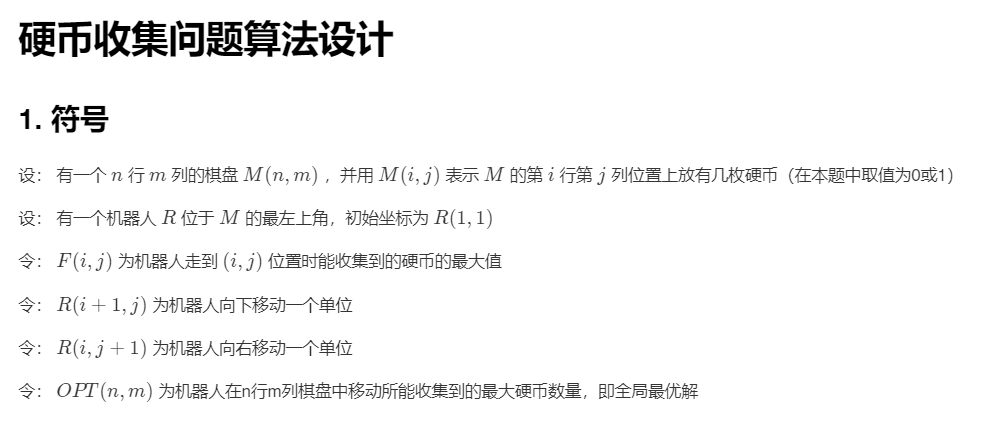 硬币收集问题算法设计
1. 符号
设： 有一个 n 行 m 列的棋盘 M(n, m) ，并用 M(i, j) 表示 M 的第 i 行第 j 列位置上放有几枚硬币（在本题中取值为0或1）
设： 有一个机器人 R 位于 M 的最左上角，初始坐标为 R(1, 1)
令： F(i, j) 为机器人走到 (i, j) 位置时能收集到的硬币的最大值
令： R(i + 1, j) 为机器人向下移动一个单位
令： R(i, j + 1) 为机器人向右移动一个单位
令： OPT(n, m) 为机器人在n行m列棋盘中移动所能收集到的最大硬币数量，即全局最优解